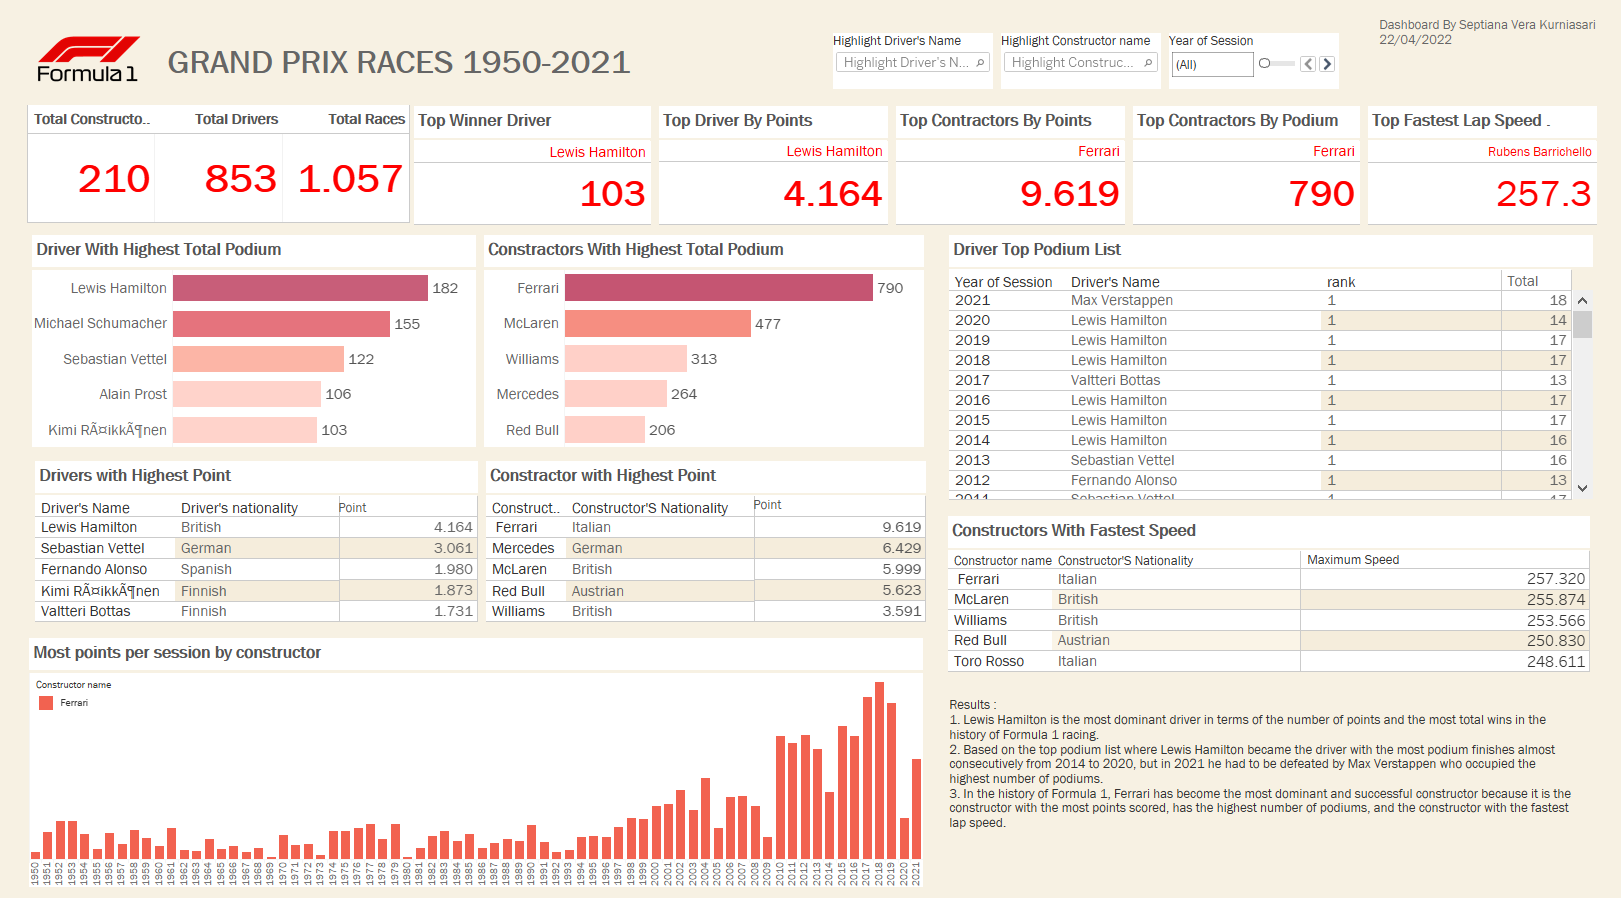 Dashboard By Septiana Vera Kurniasari
22/04/2022
Formula 1
GRAND PRIX RACES 1950-2021
Highlight Driver's Name
Highlight Driver's N...
Highlight Constructor name
Highlight Construc...
Year of Session
(All)
Total Constructo..
Total Drivers
Total Races
210
853
1.057
Top Winner Driver
Lewis Hamilton
103
Top Driver By Points
Lewis Hamilton
4.164
Top Contractors By Points
Ferrari
9.619
Top Contractors By Podium
Ferrari
790
Top Fastest Lap Speed .
Rubens Barrichello
257.3
Driver With Highest Total Podium
Lewis Hamilton 182
Michael Schumacher 155
Sebastian Vettel 122
Alain Prost 106
Kimi RÃ¤ikkÃ¶nen 103
Constractors With Highest Total Podium
Ferrari 790
McLaren 477
Williams 313
Mercedes 264
Red Bull 206
Driver Top Podium List
Year of Session Driver's Name rank Total
2021 Max Verstappen 1 18
2020 Lewis Hamilton 1 14
2019 Lewis Hamilton 1 17
2018 Lewis Hamilton 1 17
2017 Valtteri Bottas 1 13
2016 Lewis Hamilton 1 17
2015 Lewis Hamilton 1 17
2014 Lewis Hamilton 1 16
2013 Sebastian Vettel 1 16
2012 Fernando Alonso 1 13
2011 Sebastian Vettel 1 17
Drivers with Highest Point
Driver's Name Driver's nationality Point
Lewis Hamilton British 4.164
Sebastian Vettel German 3.061
Fernando Alonso Spanish 1.980
Kimi RÃ¤ikkÃ¶nen Finnish 1.873
Valtteri Bottas Finnish 1.731
Constractor with Highest Point
Construct.. Constructor'S Nationality Point
Ferrari Italian 9.619
Mercedes German 6.429
McLaren British 5.999
Red Bull Austrian 5.623
Williams British 3.591
Constructors With Fastest Speed
Constructor name Constructor'S Nationality Maximum Speed
Ferrari Italian 257.320
McLaren British 255.874
Williams British 253.566
Red Bull Austrian 250.830
Toro Rosso Italian 248.611
Most points per session by constructor
Constructor name
Ferrari
1950 1951 1952 1953 1954 1955 1956 1957 1958 1959 1960 1961 1962 1963 1964 1965 1966 1967 1968 1969 1970 1971 1972 1973 1974 1975 1976 1977 1978 1979 1980 1981 1982 1983 1984 1985 1986 1987 1988 1989 1990 1991 1992 1993 1994 1995 1996 1997 1998 1999 2000 2001 2002 2003 2004 2005 2006 2007 2008 2009 2010 2011 2012 2013 2014 2015 2016 2017 2018 2019 2020 2021
Results :
1. Lewis Hamilton is the most dominant driver in terms of the number of points and the most total wins in the
history of Formula 1 racing.
2. Based on the top podium list where Lewis Hamilton became the driver with the most podium finishes almost
consecutively from 2014 to 2020, but in 2021 he had to be defeated by Max Verstappen who occupied the
highest number of podiums.
3. In the history of Formula 1, Ferrari has become the most dominant and successful constructor because it is the
constructor with the most points scored, has the highest number of podiums, and the constructor with the fastest
lap speed.